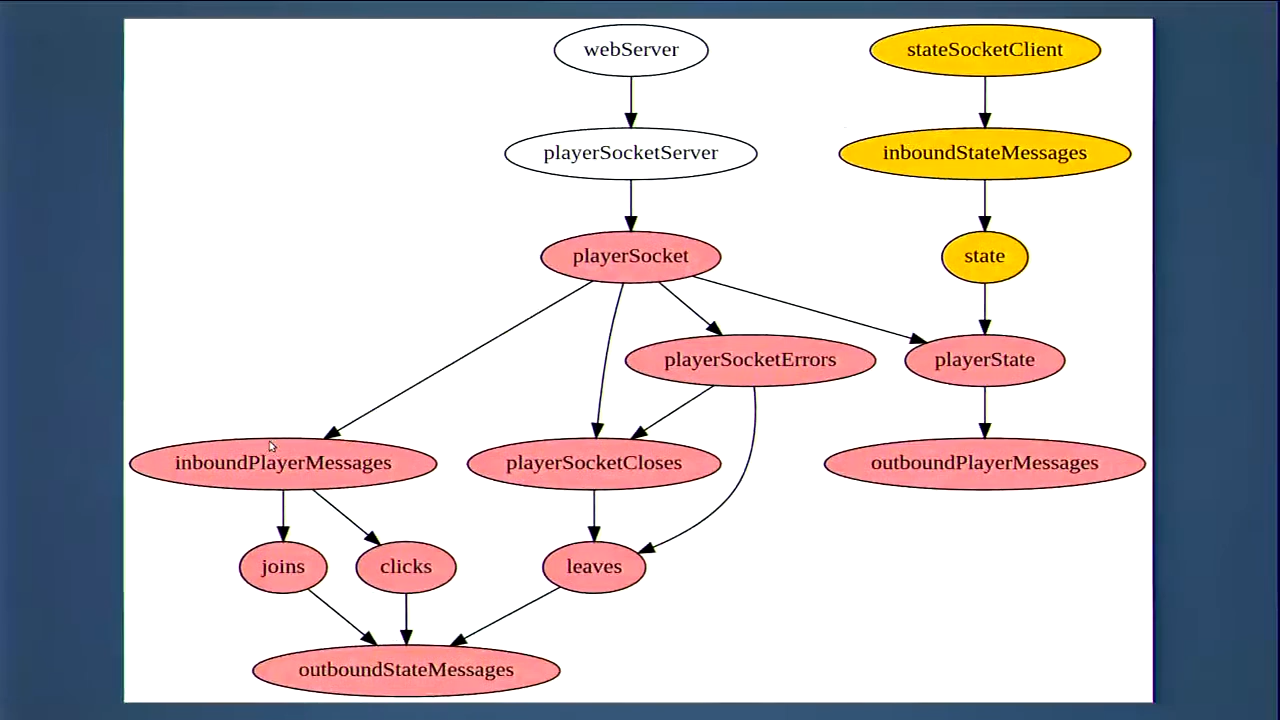 webServer
stateSocketClient
playerSocketServer
inboundStateMessages
playerSocket
state
playerSocketErrors
playerState
inboundPlayerMessages
playerSocketCloses
outboundPlayerMessages
joins
clicks
leaves
outboundStateMessages